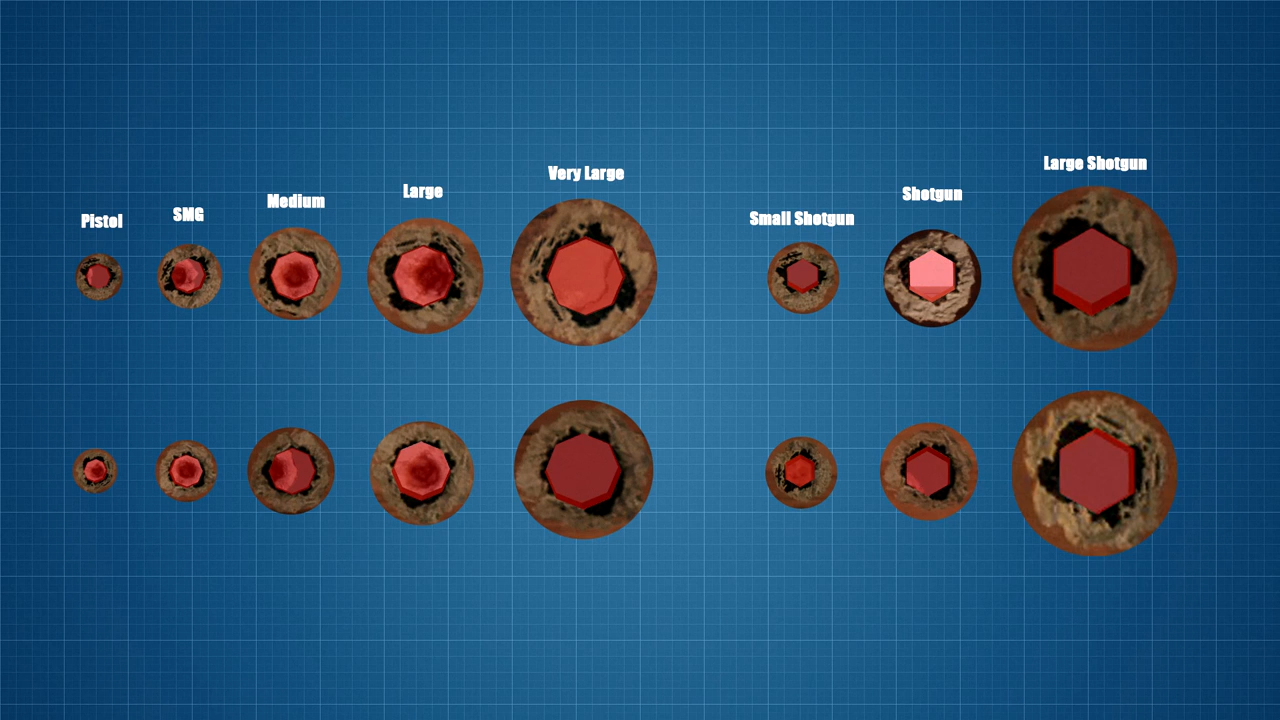 Pistol
SMG
Medium
Large
Very Large
Small Shotgun
Shotgun
Large Shotgun